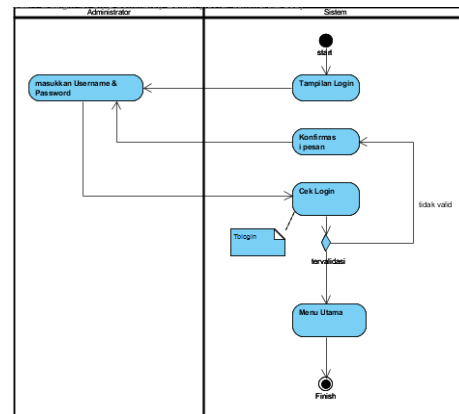 Administrator
Sistem
start
masukkan Username &
Password
Tampilan Login
Konfirmas
i pesan
Cek Login
tidak valid
Tologin
tervalidasi
Menu Utama
Finish